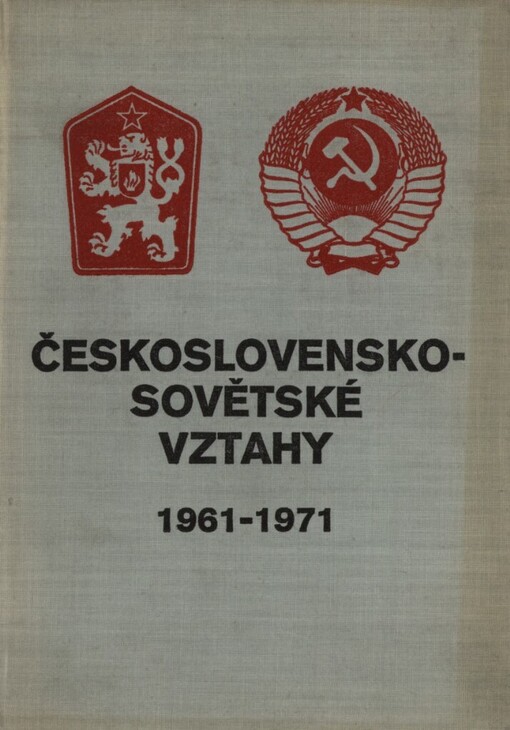 ČESKOSLOVENSKO-
SOVĚTSKÉ
VZTAHY
1961-1971